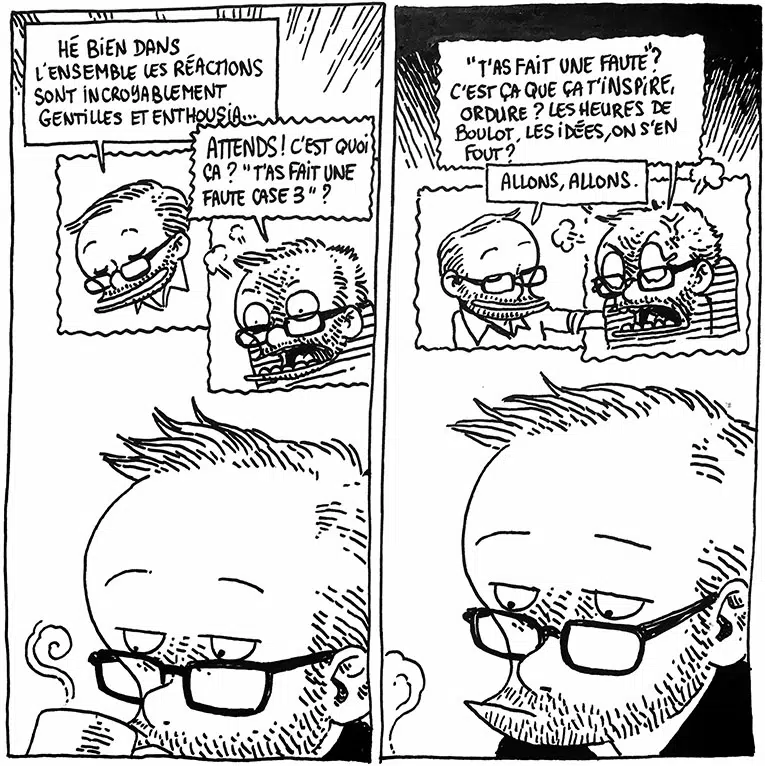 HÉ BIEN DANS
L'ENSEMBLE LES RÉACTIONS
SONT INCROYABLEMENT
GENTILLES ET ENTHOUSIA...
ATTENDS! C'EST QUOI
ÇA? "T'AS FAIT UNE
FAUTE CASE 3"?
"T'AS FAIT UNE FAUTE"?
C'EST ÇA QUE ÇA T'INSPIRE,
ORDURE? LES HEURES DE
BOULOT, LES IDÉES, ON S'EN
FOUT?
ALLONS, ALLONS.